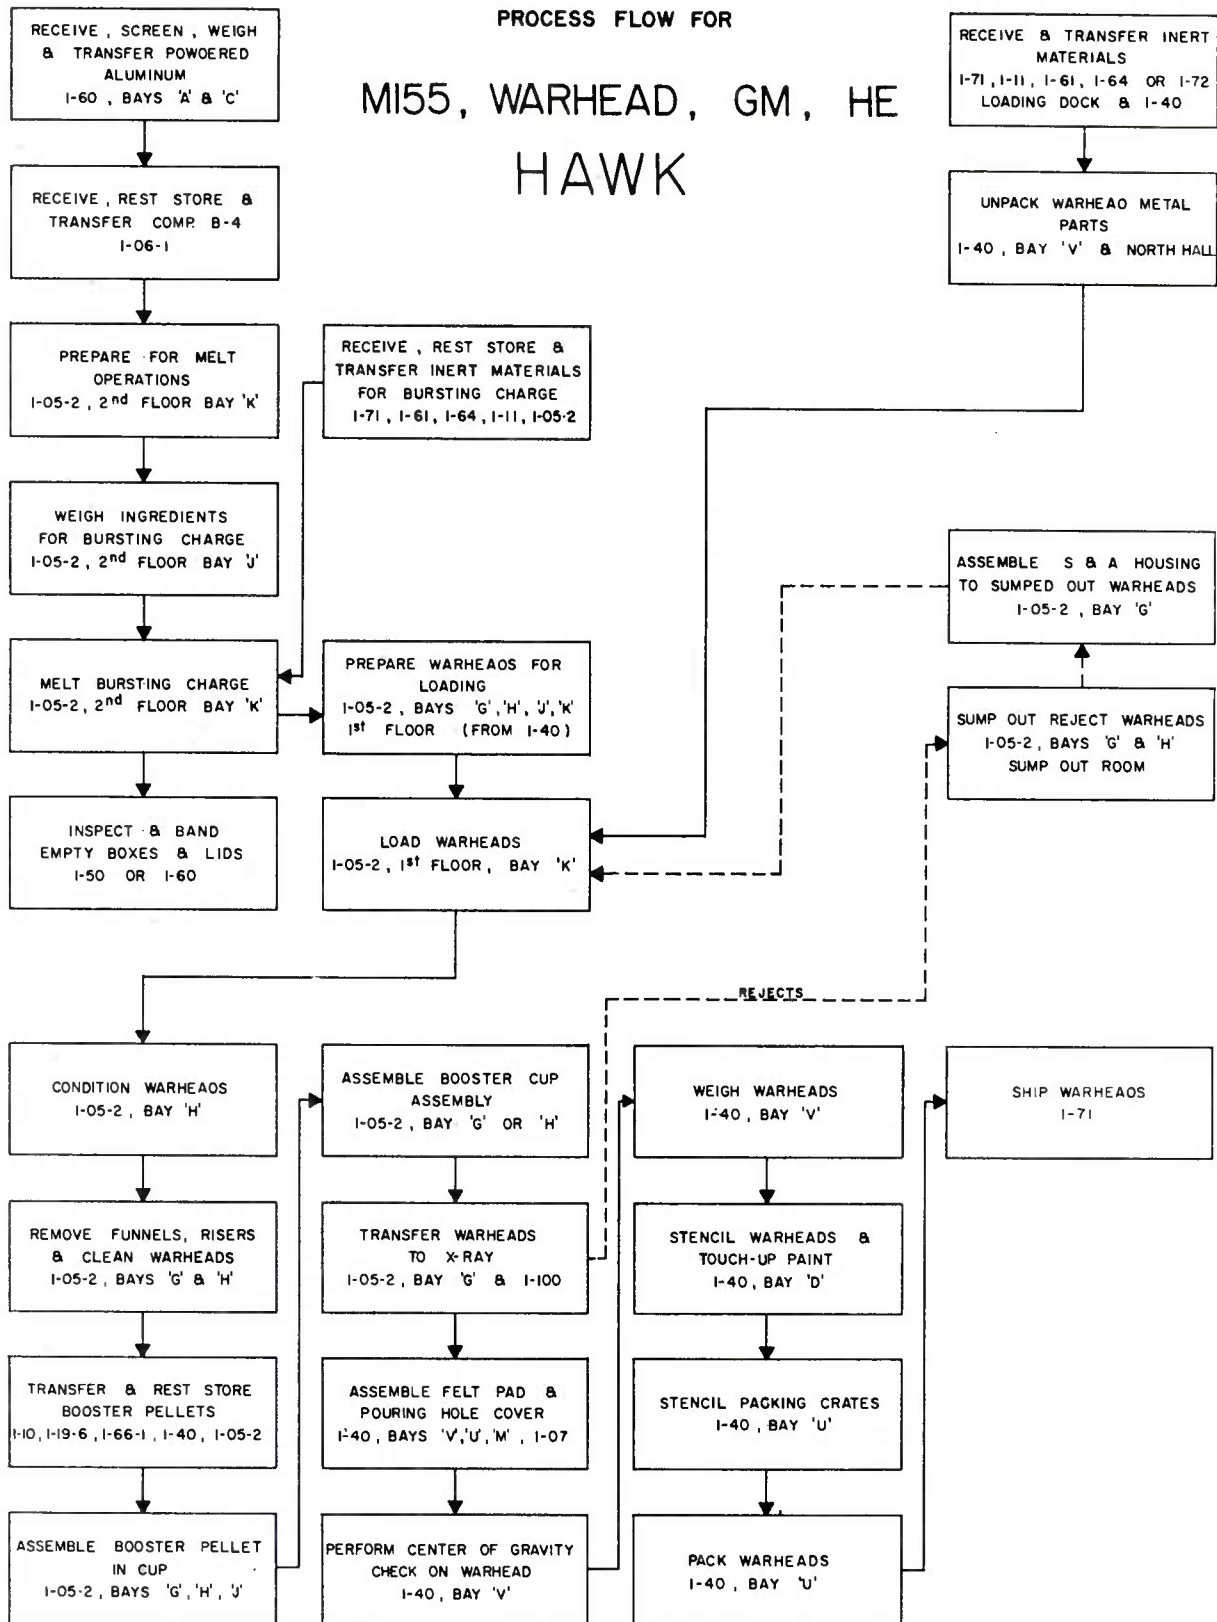 PROCESS FLOW FOR
M155, WARHEAD, GM, HE
HAWK
RECEIVE, SCREEN, WEIGH
& TRANSFER POWDERED
ALUMINUM
1-60, BAYS 'A' & 'C'
RECEIVE, REST STORE &
TRANSFER COMP. B-4
1-06-1
PREPARE FOR MELT
OPERATIONS
1-05-2, 2nd FLOOR BAY 'K'
WEIGH INGREDIENTS
FOR BURSTING CHARGE
1-05-2, 2nd FLOOR BAY 'J'
MELT BURSTING CHARGE
1-05-2, 2nd FLOOR BAY 'K'
INSPECT & BAND
EMPTY BOXES & LIDS
1-50 OR 1-60
RECEIVE, REST STORE &
TRANSFER INERT MATERIALS
FOR BURSTING CHARGE
1-71, 1-61, 1-64, 1-11, 1-05-2
PREPARE WARHEADS FOR
LOADING
1-05-2, BAYS 'G','H','J','K'
1st FLOOR (FROM 1-40)
LOAD WARHEADS
1-05-2, 1st FLOOR, BAY 'K'
RECEIVE & TRANSFER INERT
MATERIALS
1-71, 1-11, 1-61, 1-64 OR 1-72
LOADING DOCK & 1-40
UNPACK WARHEAD METAL
PARTS
1-40, BAY 'V' & NORTH HALL
ASSEMBLE S & A HOUSING
TO SUMPED OUT WARHEADS
1-05-2, BAY 'G'
SUMP OUT REJECT WARHEADS
1-05-2, BAYS 'G' & 'H'
SUMP OUT ROOM
REJECTS
CONDITION WARHEADS
1-05-2, BAY 'H'
REMOVE FUNNELS, RISERS
& CLEAN WARHEADS
1-05-2, BAYS 'G' & 'H'
TRANSFER & REST STORE
BOOSTER PELLETS
1-10, 1-19-6, 1-66-1, 1-40, 1-05-2
ASSEMBLE BOOSTER PELLET
IN CUP
1-05-2, BAYS 'G','H','J'
ASSEMBLE BOOSTER CUP
ASSEMBLY
1-05-2, BAY 'G' OR 'H'
TRANSFER WARHEADS
TO X-RAY
1-05-2, BAY 'G' & 1-100
ASSEMBLE FELT PAD &
POURING HOLE COVER
1-40, BAYS 'V','U','M', 1-07
PERFORM CENTER OF GRAVITY
CHECK ON WARHEAD
1-40, BAY 'V'
WEIGH WARHEADS
1-40, BAY 'V'
STENCIL WARHEADS &
TOUCH-UP PAINT
1-40, BAY 'D'
STENCIL PACKING CRATES
1-40, BAY 'U'
PACK WARHEADS
1-40, BAY 'U'
SHIP WARHEADS
1-71